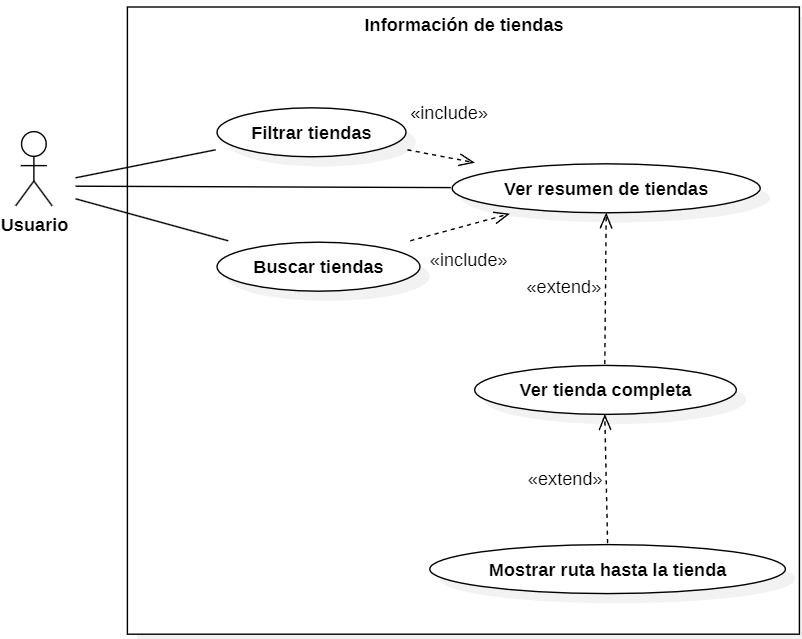 Información de tiendas
«include»
Filtrar tiendas
Ver resumen de tiendas
Usuario
«include»
Buscar tiendas
«extend»
Ver tienda completa
«extend»
Mostrar ruta hasta la tienda